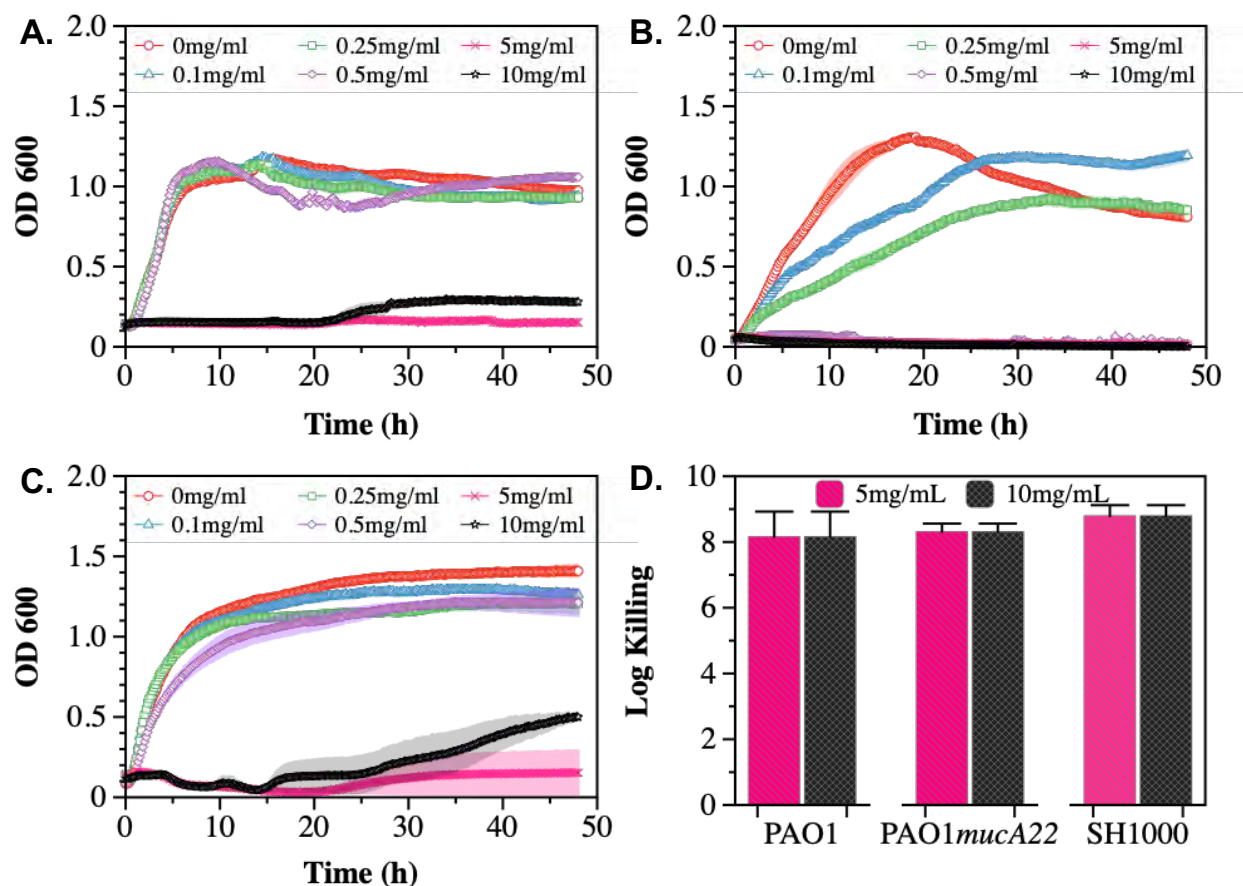 A.
2.0
1.5
1.0
0.5
0
OD 600
0mg/ml 0.25mg/ml 5mg/ml
0.1mg/ml 0.5mg/ml 10mg/ml
0 10 20 30 40 50
Time (h)
B.
2.0
1.5
1.0
0.5
0
OD 600
0mg/ml 0.25mg/ml 5mg/ml
0.1mg/ml 0.5mg/ml 10mg/ml
0 10 20 30 40 50
Time (h)
C.
2.0
1.5
1.0
0.5
0
OD 600
0mg/ml 0.25mg/ml 5mg/ml
0.1mg/ml 0.5mg/ml 10mg/ml
0 10 20 30 40 50
Time (h)
D.
10
8
6
4
2
0
Log Killing
5mg/mL 10mg/mL
PAO1 PAO1mucA22 SH1000